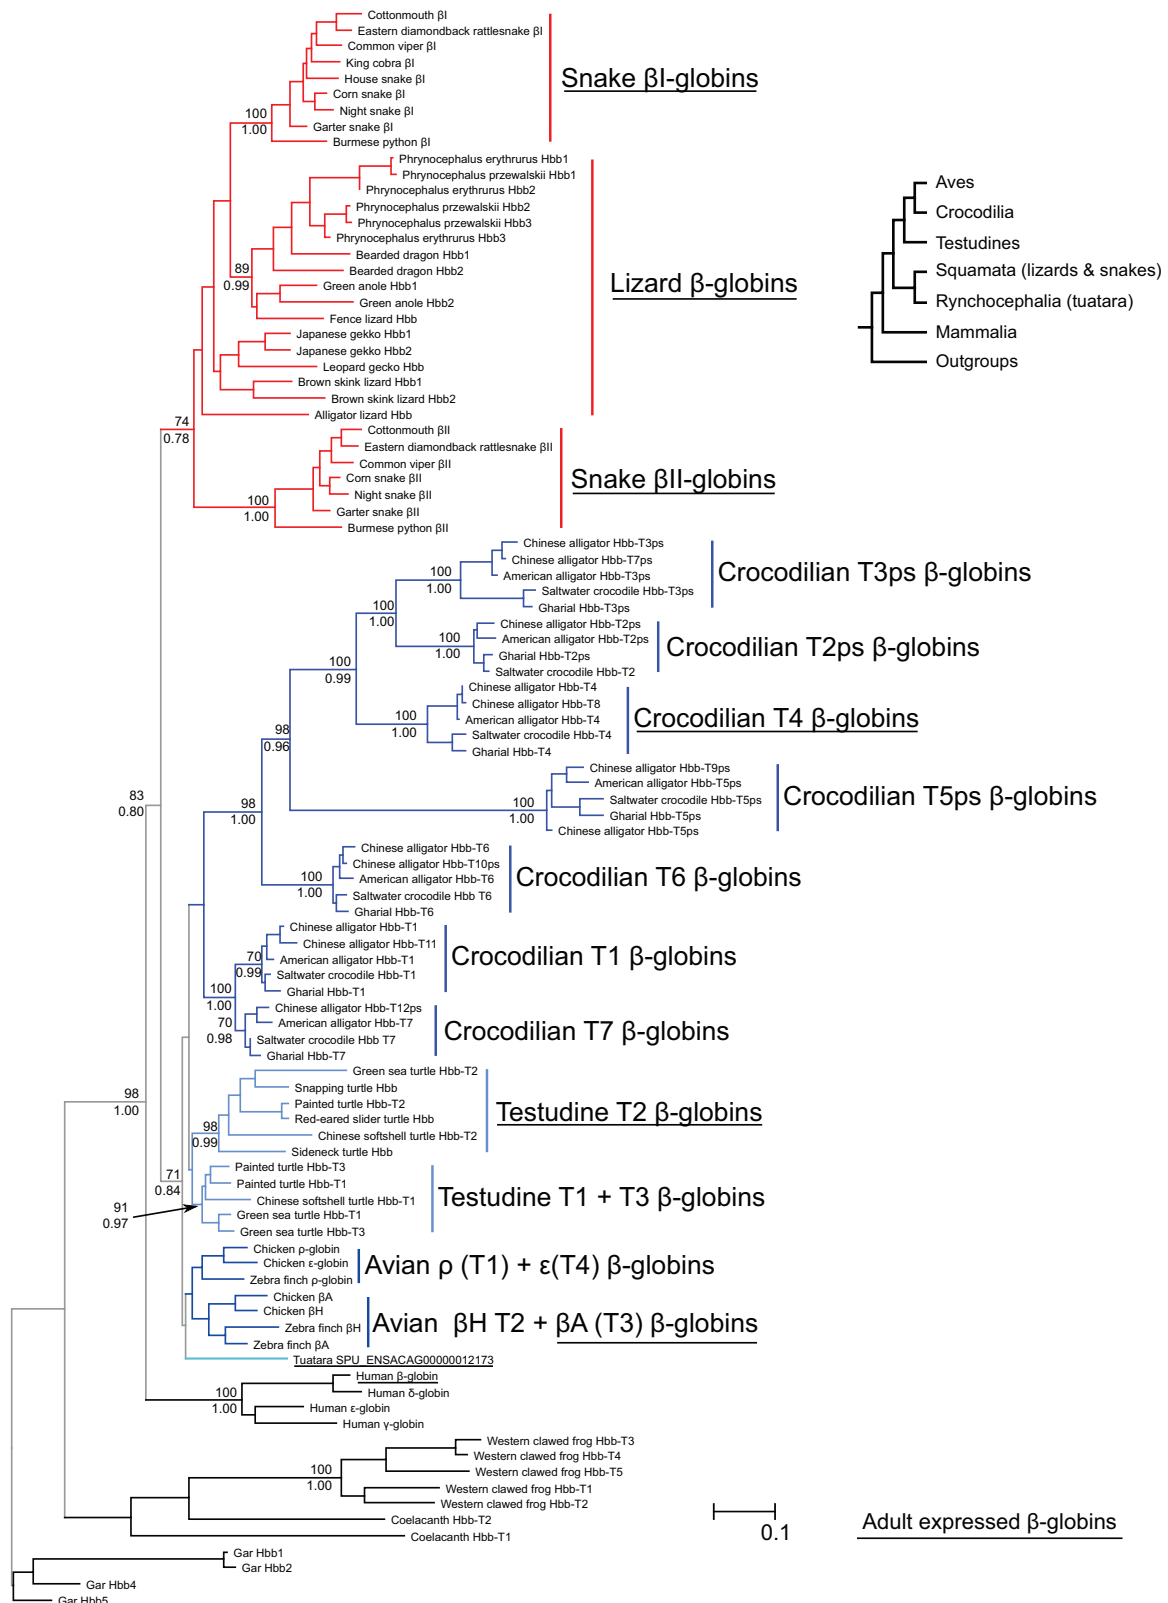 Cottonmouth βI
Eastern diamondback rattlesnake βI
Common viper βI
King cobra βI
House snake βI
Corn snake βI
Night snake βI
Garter snake βI
Burmese python βI
100
1.00
Snake βI-globins
Phrynocephalus erythrurus Hbb1
Phrynocephalus przewalskii Hbb1
Phrynocephalus erythrurus Hbb2
Phrynocephalus przewalskii Hbb2
Phrynocephalus przewalskii Hbb3
Phrynocephalus erythrurus Hbb3
Bearded dragon Hbb1
Bearded dragon Hbb2
Green anole Hbb1
Green anole Hbb2
Fence lizard Hbb
89
0.99
Japanese gekko Hbb1
Japanese gekko Hbb2
Leopard gecko Hbb
Brown skink lizard Hbb1
Brown skink lizard Hbb2
Alligator lizard Hbb
Lizard β-globins
Aves
Crocodilia
Testudines
Squamata (lizards & snakes)
Rynchocephalia (tuatara)
Mammalia
Outgroups
74
0.78
Cottonmouth βII
Eastern diamondback rattlesnake βII
Common viper βII
Corn snake βII
Night snake βII
Garter snake βII
Burmese python βII
100
1.00
Snake βII-globins
Chinese alligator Hbb-T3ps
Chinese alligator Hbb-T7ps
American alligator Hbb-T3ps
Saltwater crocodile Hbb-T3ps
Gharial Hbb-T3ps
100
1.00
Crocodilian T3ps β-globins
100
1.00
Chinese alligator Hbb-T2ps
American alligator Hbb-T2ps
Gharial Hbb-T2ps
Saltwater crocodile Hbb-T2
100
1.00
Crocodilian T2ps β-globins
100
0.99
Chinese alligator Hbb-T4
Chinese alligator Hbb-T8
American alligator Hbb-T4
Saltwater crocodile Hbb-T4
Gharial Hbb-T4
100
1.00
Crocodilian T4 β-globins
98
0.96
Chinese alligator Hbb-T9ps
American alligator Hbb-T5ps
Saltwater crocodile Hbb-T5ps
Gharial Hbb-T5ps
Chinese alligator Hbb-T5ps
100
1.00
Crocodilian T5ps β-globins
83
0.80
98
1.00
Chinese alligator Hbb-T6
Chinese alligator Hbb-T10ps
American alligator Hbb-T6
Saltwater crocodile Hbb T6
Gharial Hbb-T6
100
1.00
Crocodilian T6 β-globins
Chinese alligator Hbb-T1
Chinese alligator Hbb-T11
American alligator Hbb-T1
Saltwater crocodile Hbb-T1
Gharial Hbb-T1
70
0.99
Crocodilian T1 β-globins
100
1.00
Chinese alligator Hbb-T12ps
American alligator Hbb-T7
Saltwater crocodile Hbb T7
Gharial Hbb-T7
70
0.98
Crocodilian T7 β-globins
98
1.00
Green sea turtle Hbb-T2
Snapping turtle Hbb
Painted turtle Hbb-T2
Red-eared slider turtle Hbb
Chinese softshell turtle Hbb-T2
Sideneck turtle Hbb
98
0.99
Testudine T2 β-globins
71
0.84
Painted turtle Hbb-T3
Painted turtle Hbb-T1
Chinese softshell turtle Hbb-T1
Green sea turtle Hbb-T1
Green sea turtle Hbb-T3
91
0.97
Testudine T1 + T3 β-globins
Chicken ρ-globin
Chicken ε-globin
Zebra finch ρ-globin
Avian ρ (T1) + ε(T4) β-globins
Chicken βA
Chicken βH
Zebra finch βH
Zebra finch βA
Avian βH T2 + βA (T3) β-globins
Tuatara SPU_ENSACAG00000012173
Human β-globin
Human δ-globin
Human ε-globin
Human γ-globin
100
1.00
Western clawed frog Hbb-T3
Western clawed frog Hbb-T4
Western clawed frog Hbb-T5
Western clawed frog Hbb-T1
Western clawed frog Hbb-T2
100
1.00
Coelacanth Hbb-T2
Coelacanth Hbb-T1
0.1
Adult expressed β-globins
Gar Hbb1
Gar Hbb2
Gar Hbb4
Gar Hbb5